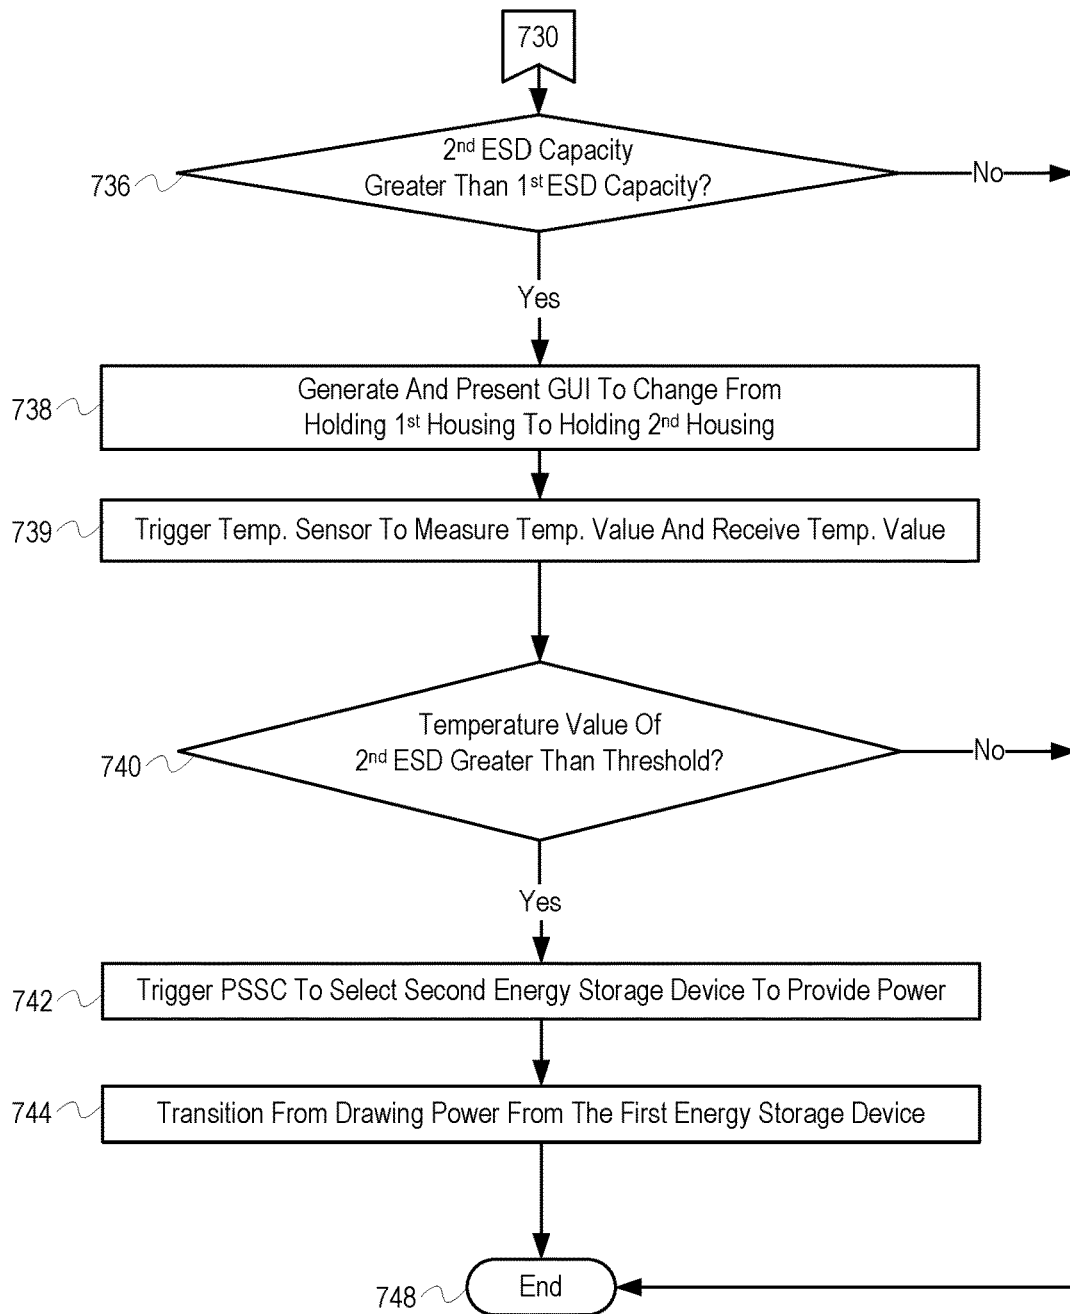 730
2nd ESD Capacity
Greater Than 1st ESD Capacity?
736
No
Yes
Generate And Present GUI To Change From
Holding 1st Housing To Holding 2nd Housing
738
Trigger Temp. Sensor To Measure Temp. Value And Receive Temp. Value
739
Temperature Value Of
2nd ESD Greater Than Threshold?
740
No
Yes
Trigger PSSC To Select Second Energy Storage Device To Provide Power
742
Transition From Drawing Power From The First Energy Storage Device
744
End
748